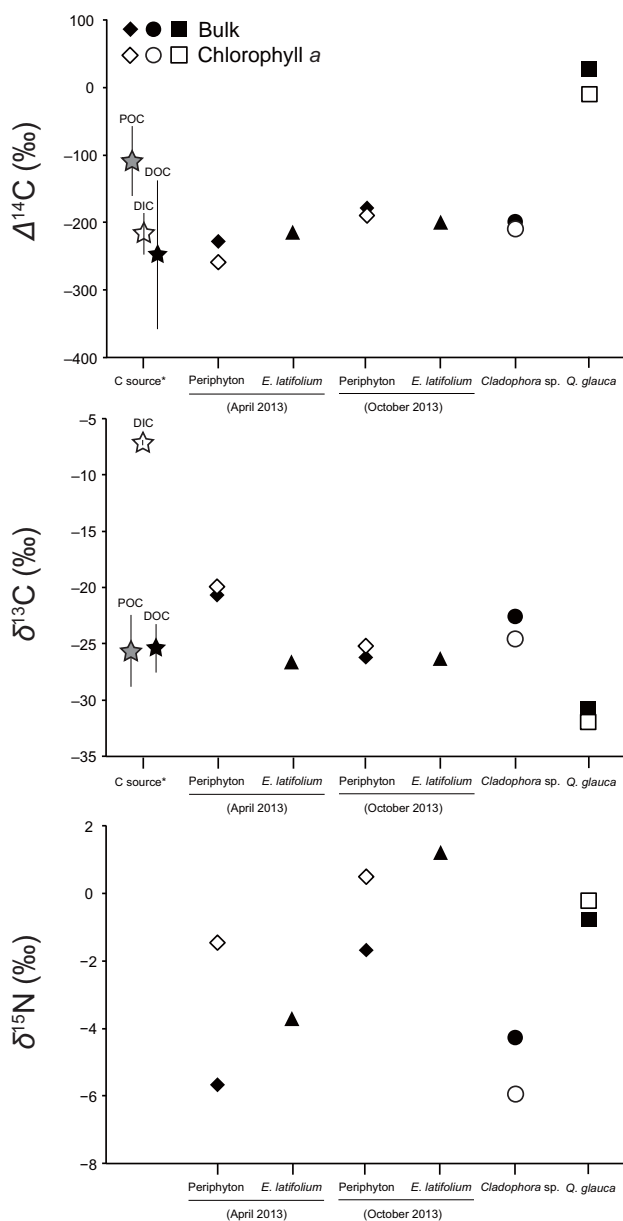 100
Bulk
Chlorophyll a
0
POC
−100
DOC
DIC
Δ14C (‰)
−200
−300
−400
C source* Periphyton E. latifolium Periphyton E. latifolium Cladophora sp. Q. glauca
(April 2013) (October 2013)
−5
DIC
−10
−15
δ13C (‰)
−20
POC
DOC
−25
−30
−35
C source* Periphyton E. latifolium Periphyton E. latifolium Cladophora sp. Q. glauca
(April 2013) (October 2013)
2
0
−2
δ15N (‰)
−4
−6
−8
Periphyton E. latifolium Periphyton E. latifolium Cladophora sp. Q. glauca
(April 2013) (October 2013)